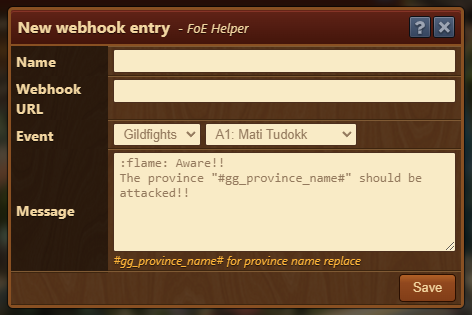 New webhook entry - FoE Helper
?
Name
Webhook
URL
Event Gildfights A1: Mati Tudokk
Message
:flame: Aware!!
The province "#gg_province_name#" should be
attacked!!
#gg_province_name# for province name replace
Save